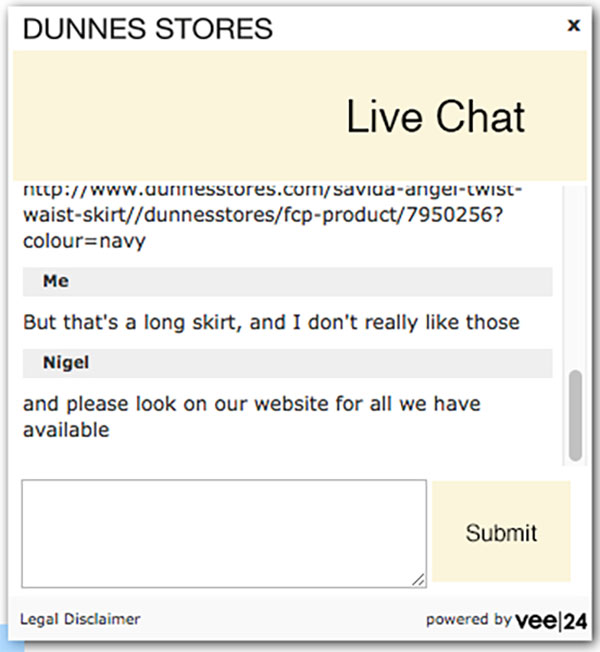 DUNNES STORES
x
Live Chat
http://www.dunnesstores.com/savida-angel-twist-
waist-skirt//dunnesstores/fcp-product/7950256?
colour=navy
Me
But that's a long skirt, and I don't really like those
Nigel
and please look on our website for all we have
available
Submit
Legal Disclaimer
powered by vee|24